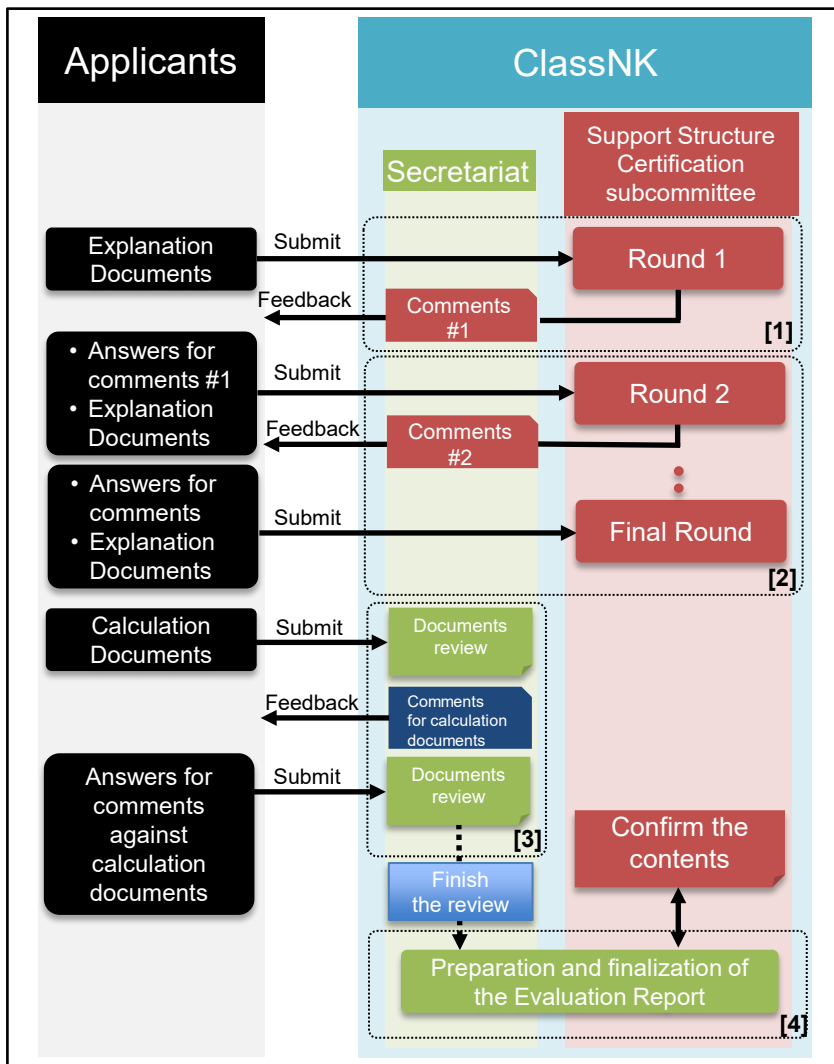 Applicants
ClassNK
Secretariat
Support Structure
Certification
subcommittee
Explanation
Documents
Submit
Round 1
Feedback
Comments
#1
[1]
• Answers for
comments #1
• Explanation
Documents
Submit
Round 2
Feedback
Comments
#2
• Answers for
comments
• Explanation
Documents
Submit
Final Round
[2]
Calculation
Documents
Submit
Documents
review
Feedback
Comments
for calculation
documents
Answers for
comments
against
calculation
documents
Submit
Documents
review
[3]
Confirm the
contents
Finish
the review
Preparation and finalization of
the Evaluation Report
[4]